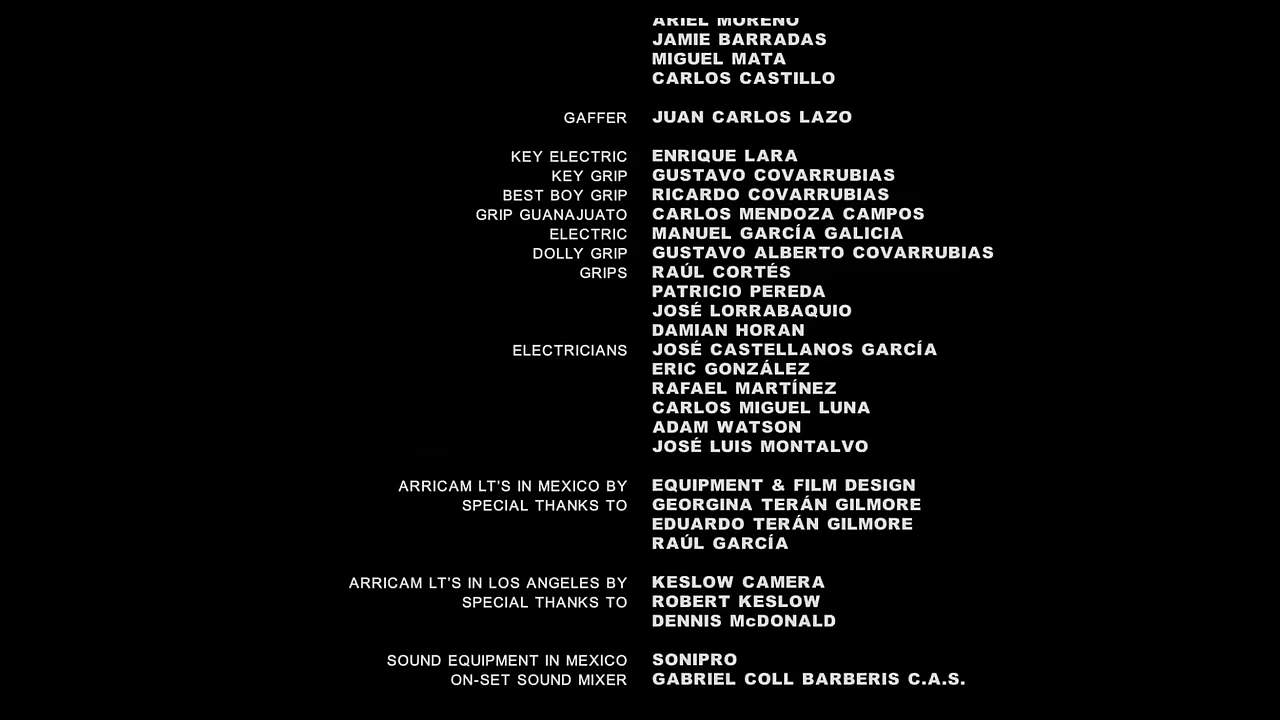 ARIEL MORENO
JAMIE BARRADAS
MIGUEL MATA
CARLOS CASTILLO
GAFFER JUAN CARLOS LAZO
KEY ELECTRIC ENRIQUE LARA
KEY GRIP GUSTAVO COVARRUBIAS
BEST BOY GRIP RICARDO COVARRUBIAS
GRIP GUANAJUATO CARLOS MENDOZA CAMPOS
ELECTRIC MANUEL GARCÍA GALICIA
DOLLY GRIP GUSTAVO ALBERTO COVARRUBIAS
GRIPS RAÚL CORTÉS
PATRICIO PEREDA
JOSÉ LORRABAQUIO
DAMIAN HORAN
ELECTRICIANS JOSÉ CASTELLANOS GARCÍA
ERIC GONZÁLEZ
RAFAEL MARTÍNEZ
CARLOS MIGUEL LUNA
ADAM WATSON
JOSÉ LUIS MONTALVO
ARRICAM LT'S IN MEXICO BY EQUIPMENT & FILM DESIGN
SPECIAL THANKS TO GEORGINA TERÁN GILMORE
EDUARDO TERÁN GILMORE
RAÚL GARCÍA
ARRICAM LT'S IN LOS ANGELES BY KESLOW CAMERA
SPECIAL THANKS TO ROBERT KESLOW
DENNIS McDONALD
SOUND EQUIPMENT IN MEXICO SONIPRO
ON-SET SOUND MIXER GABRIEL COLL BARBERIS C.A.S.